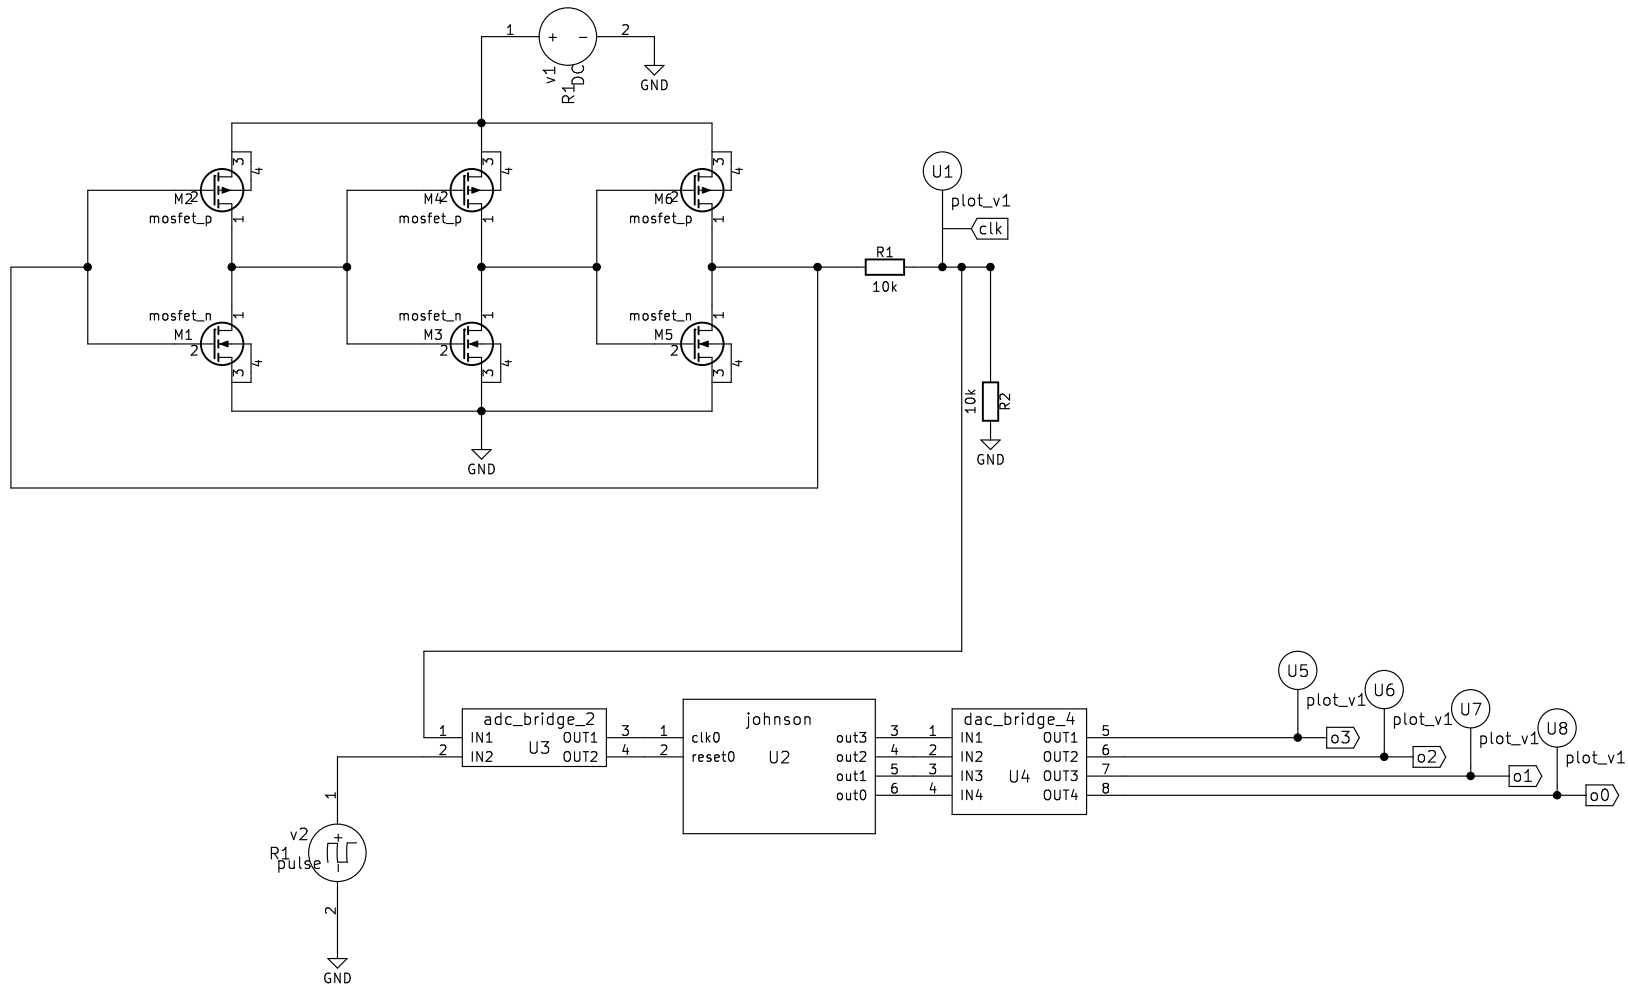 1 + - 2
v1
DC
R1
GND
3 4
M2 2
mosfet_p
1
3 4
M4 2
mosfet_p
1
3 4
M6 2
mosfet_p
1
U1
plot_v1
clk
R1
10k
mosfet_n 1
M1
2
3 4
mosfet_n 1
M3
2
3 4
mosfet_n 1
M5
2
3 4
10k R2
GND
GND
U5
plot_v1
U6
plot_v1
U7
plot_v1
U8
plot_v1
adc_bridge_2
1 IN1 OUT1 3
2 IN2 OUT2 4
U3
johnson
1 clk0 out3 3
2 reset0 out2 4
U2
out1 5
out0 6
dac_bridge_4
1 IN1 OUT1 5
2 IN2 OUT2 6
3 IN3 OUT3 7
U4
4 IN4 OUT4 8
o3
o2
o1
o0
1
v2 +
R1
pulse -
2
GND